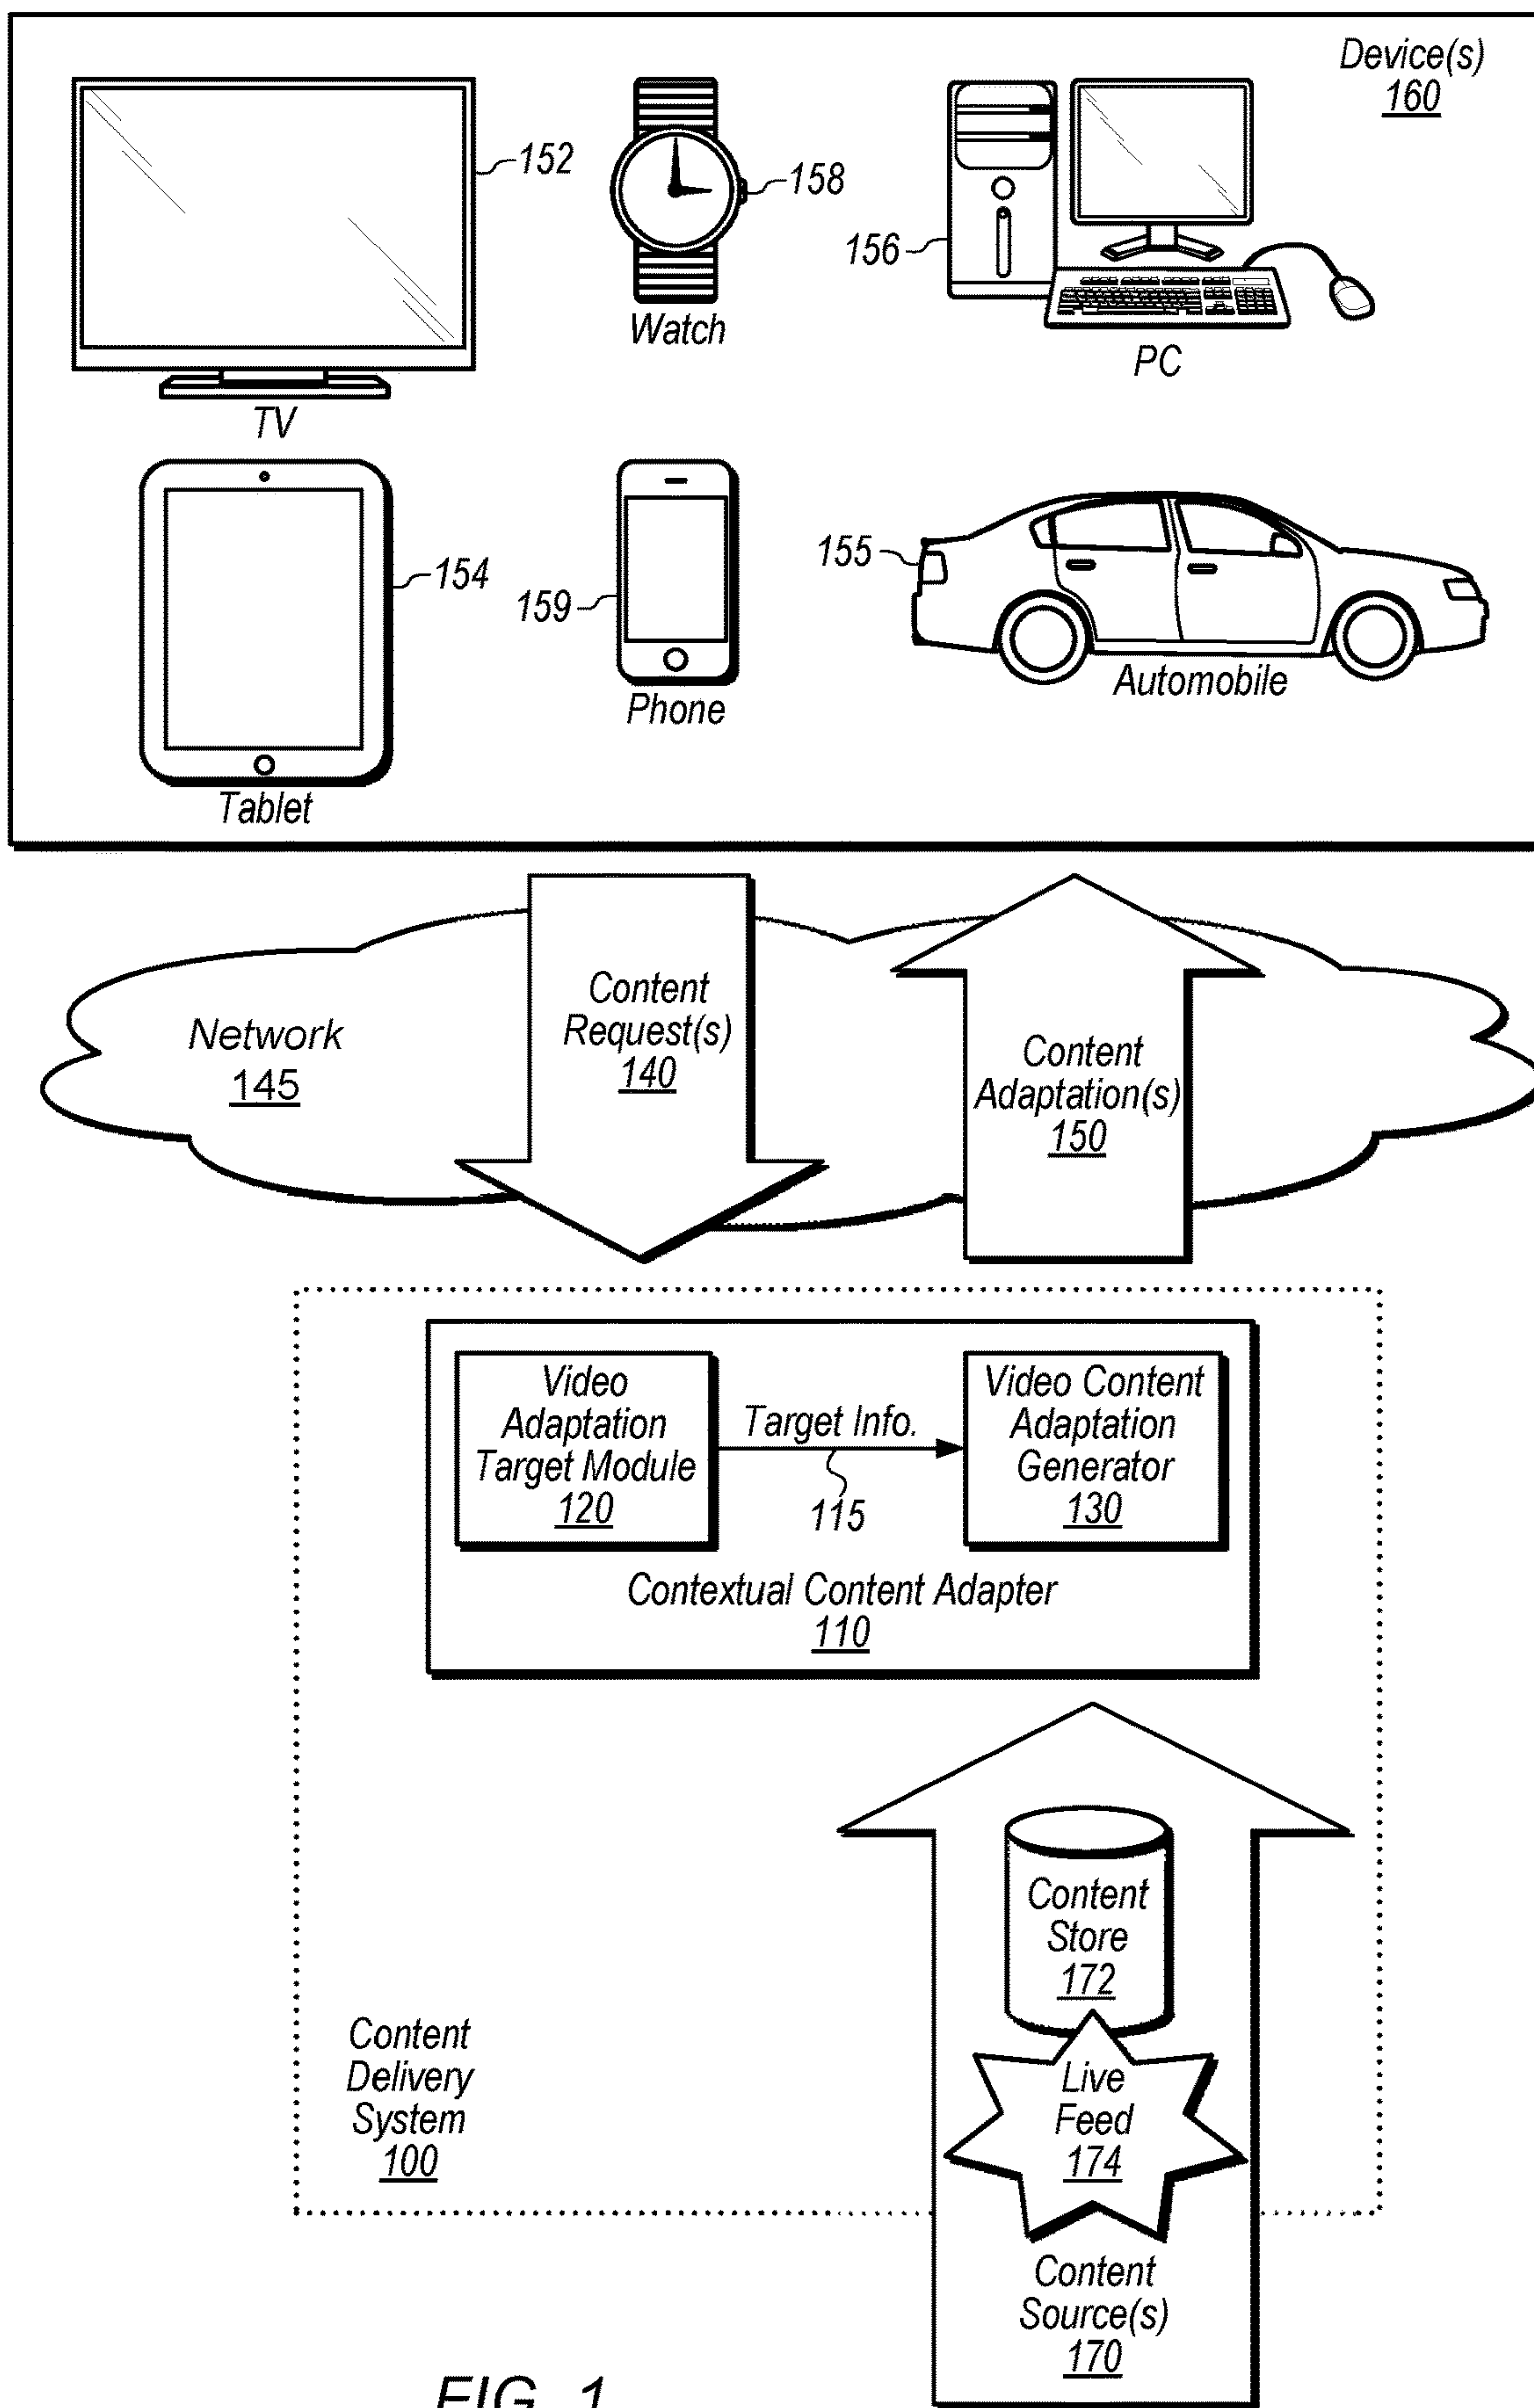 Device(s)
160
152
158
156
Watch
PC
TV
154
159
155
Phone
Automobile
Tablet
Network
145
Content
Request(s)
140
Content
Adaptation(s)
150
Video
Adaptation
Target Module
120
Target Info.
115
Video Content
Adaptation
Generator
130
Contextual Content Adapter
110
Content
Store
172
Live
Feed
174
Content
Delivery
System
100
Content
Source(s)
170
FIG. 1